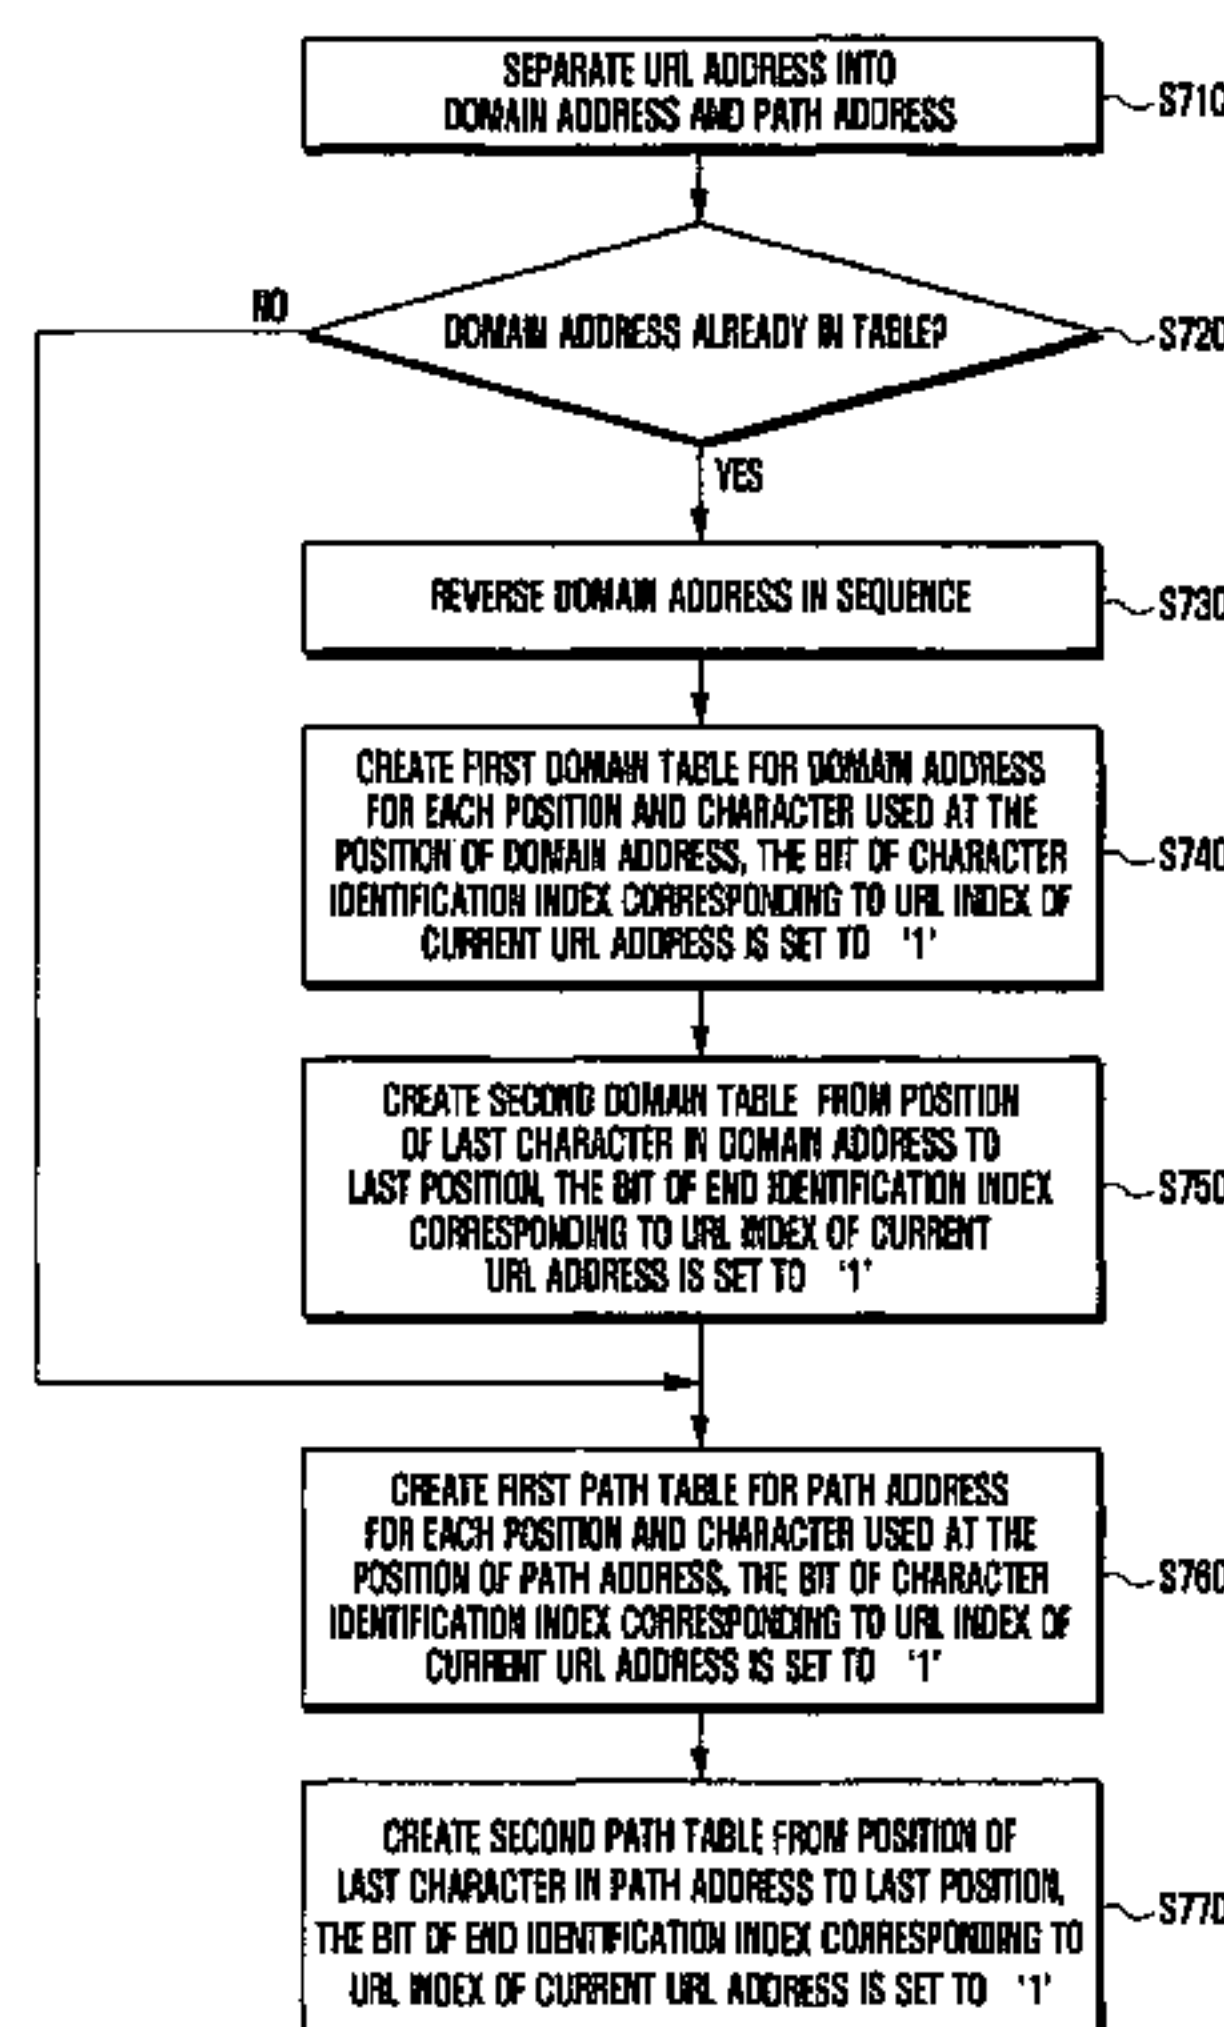 SEPARATE URL ADDRESS INTO
DOMAIN ADDRESS AND PATH ADDRESS
S710
NO
DOMAIN ADDRESS ALREADY IN TABLE?
S720
YES
REVERSE DOMAIN ADDRESS IN SEQUENCE
S730
CREATE FIRST DOMAIN TABLE FOR DOMAIN ADDRESS
FOR EACH POSITION AND CHARACTER USED AT THE
POSITION OF DOMAIN ADDRESS, THE BIT OF CHARACTER
IDENTIFICATION INDEX CORRESPONDING TO URL INDEX OF
CURRENT URL ADDRESS IS SET TO '1'
S740
CREATE SECOND DOMAIN TABLE FROM POSITION
OF LAST CHARACTER IN DOMAIN ADDRESS TO
LAST POSITION, THE BIT OF END IDENTIFICATION INDEX
CORRESPONDING TO URL INDEX OF CURRENT
URL ADDRESS IS SET TO '1'
S750
CREATE FIRST PATH TABLE FOR PATH ADDRESS
FOR EACH POSITION AND CHARACTER USED AT THE
POSITION OF PATH ADDRESS, THE BIT OF CHARACTER
IDENTIFICATION INDEX CORRESPONDING TO URL INDEX OF
CURRENT URL ADDRESS IS SET TO '1'
S760
CREATE SECOND PATH TABLE FROM POSITION OF
LAST CHARACTER IN PATH ADDRESS TO LAST POSITION,
THE BIT OF END IDENTIFICATION INDEX CORRESPONDING TO
URL INDEX OF CURRENT URL ADDRESS IS SET TO '1'
S770